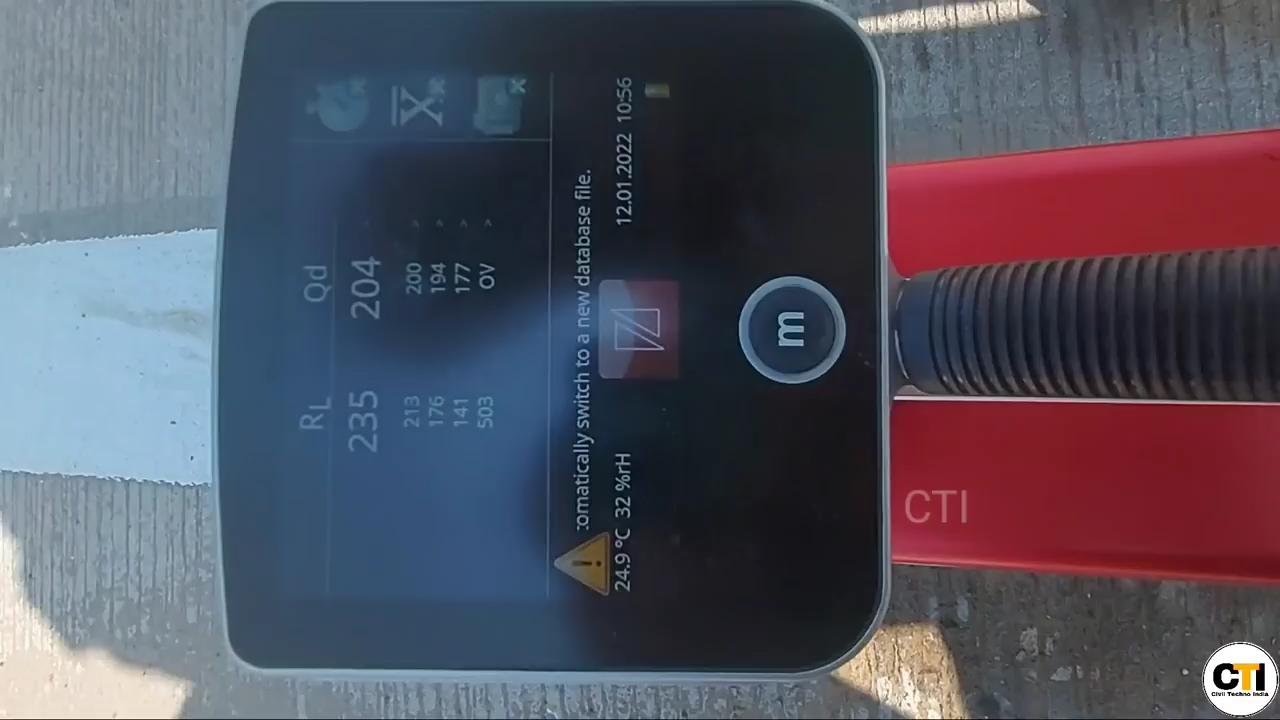 RL Qd
235 204
213 200 >
176 194 >
141 177 >
503 OV >
tomatically switch to a new database file.
24.9 °C 32 %rH 12.01.2022 10:56
m
CTI
CTI
Civil Techno India